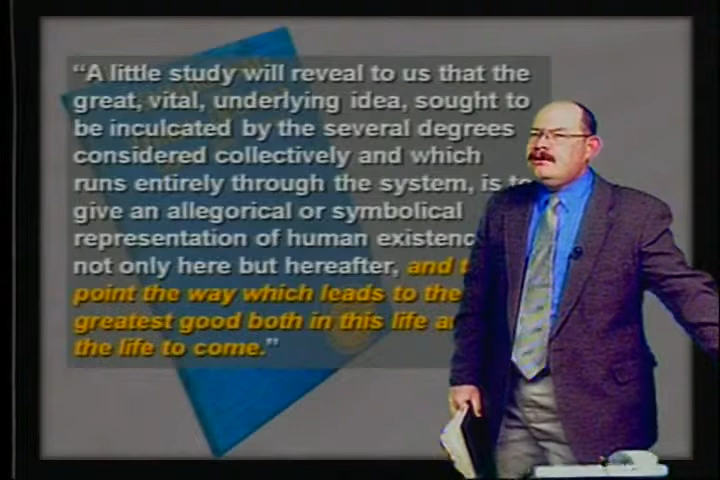 “A little study will reveal to us that the
great, vital, underlying idea, sought to
be inculcated by the several degrees
considered collectively and which
runs entirely through the system, is to
give an allegorical or symbolical
representation of human existenc
not only here but hereafter, and t
point the way which leads to the
greatest good both in this life a
the life to come.”